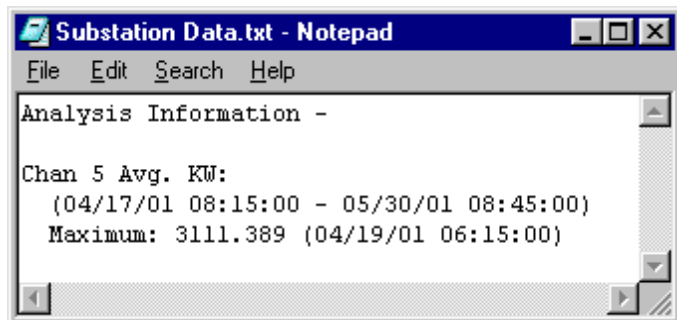 Substation Data.txt - Notepad
File Edit Search Help
Analysis Information -
Chan 5 Avg. KW:
(04/17/01 08:15:00 - 05/30/01 08:45:00)
Maximum: 3111.389 (04/19/01 06:15:00)